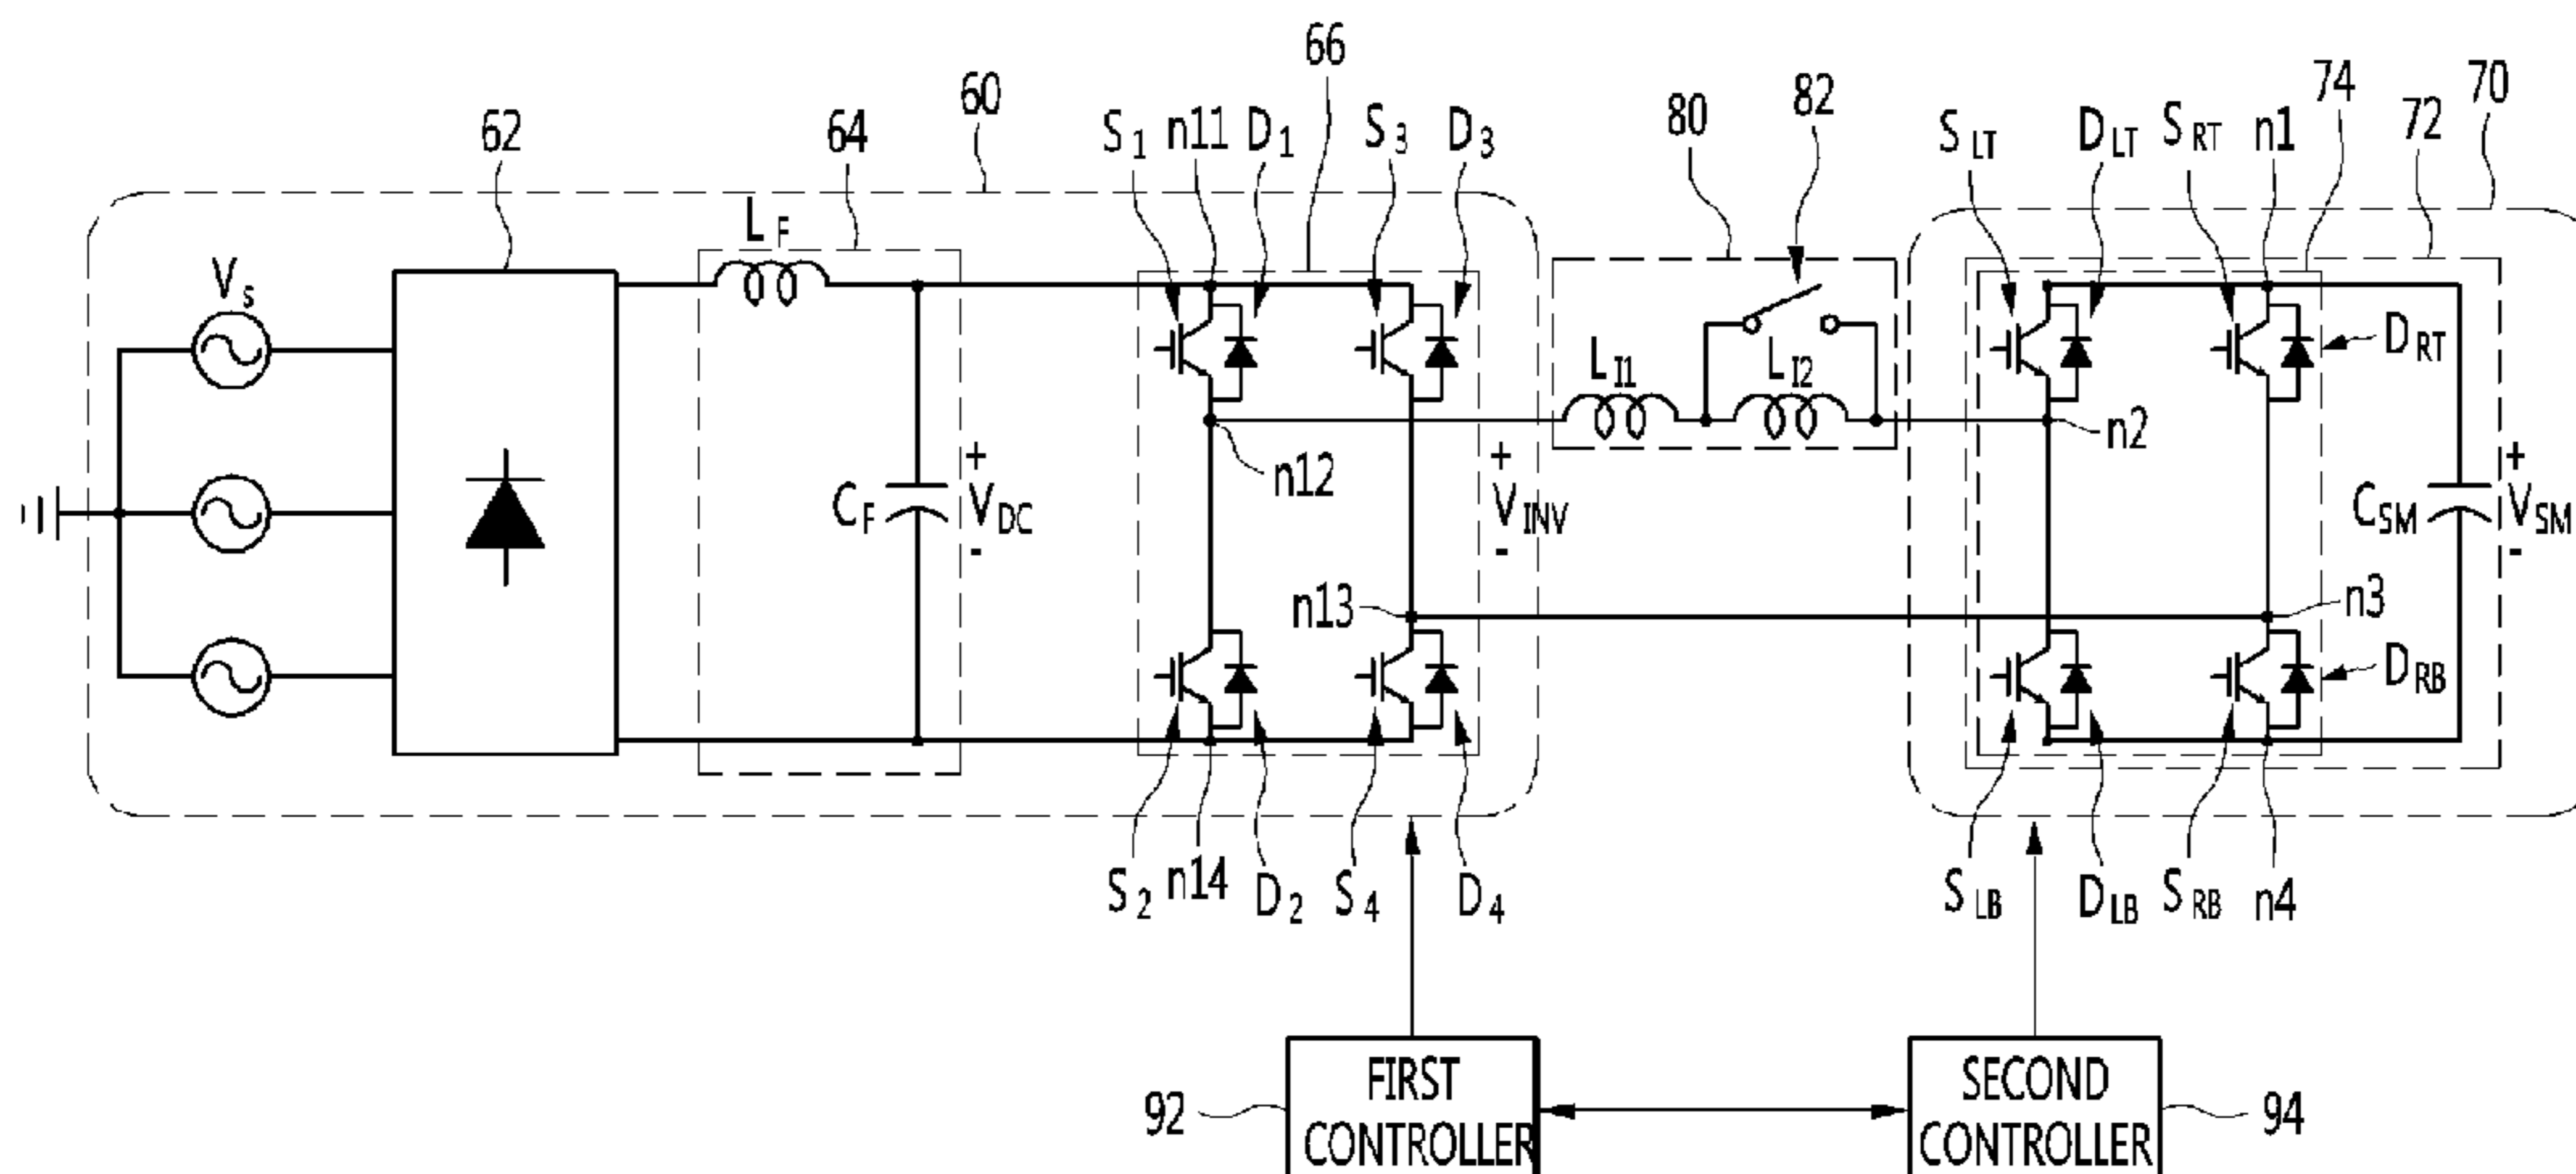 66
60
62
64
S1 n11 D1
S3
D3
80
82
SLT
DLT
SRT
n1
74
72
70
Vs
LF
LI1
LI2
DRT
n12
n2
CF
+
VDC
-
+
VINV
-
CSM
+
VSM
-
n13
n3
DRB
S2 n14 D2
S4
D4
SLB
DLB
SRB
n4
92
FIRST
CONTROLLER
SECOND
CONTROLLER
94